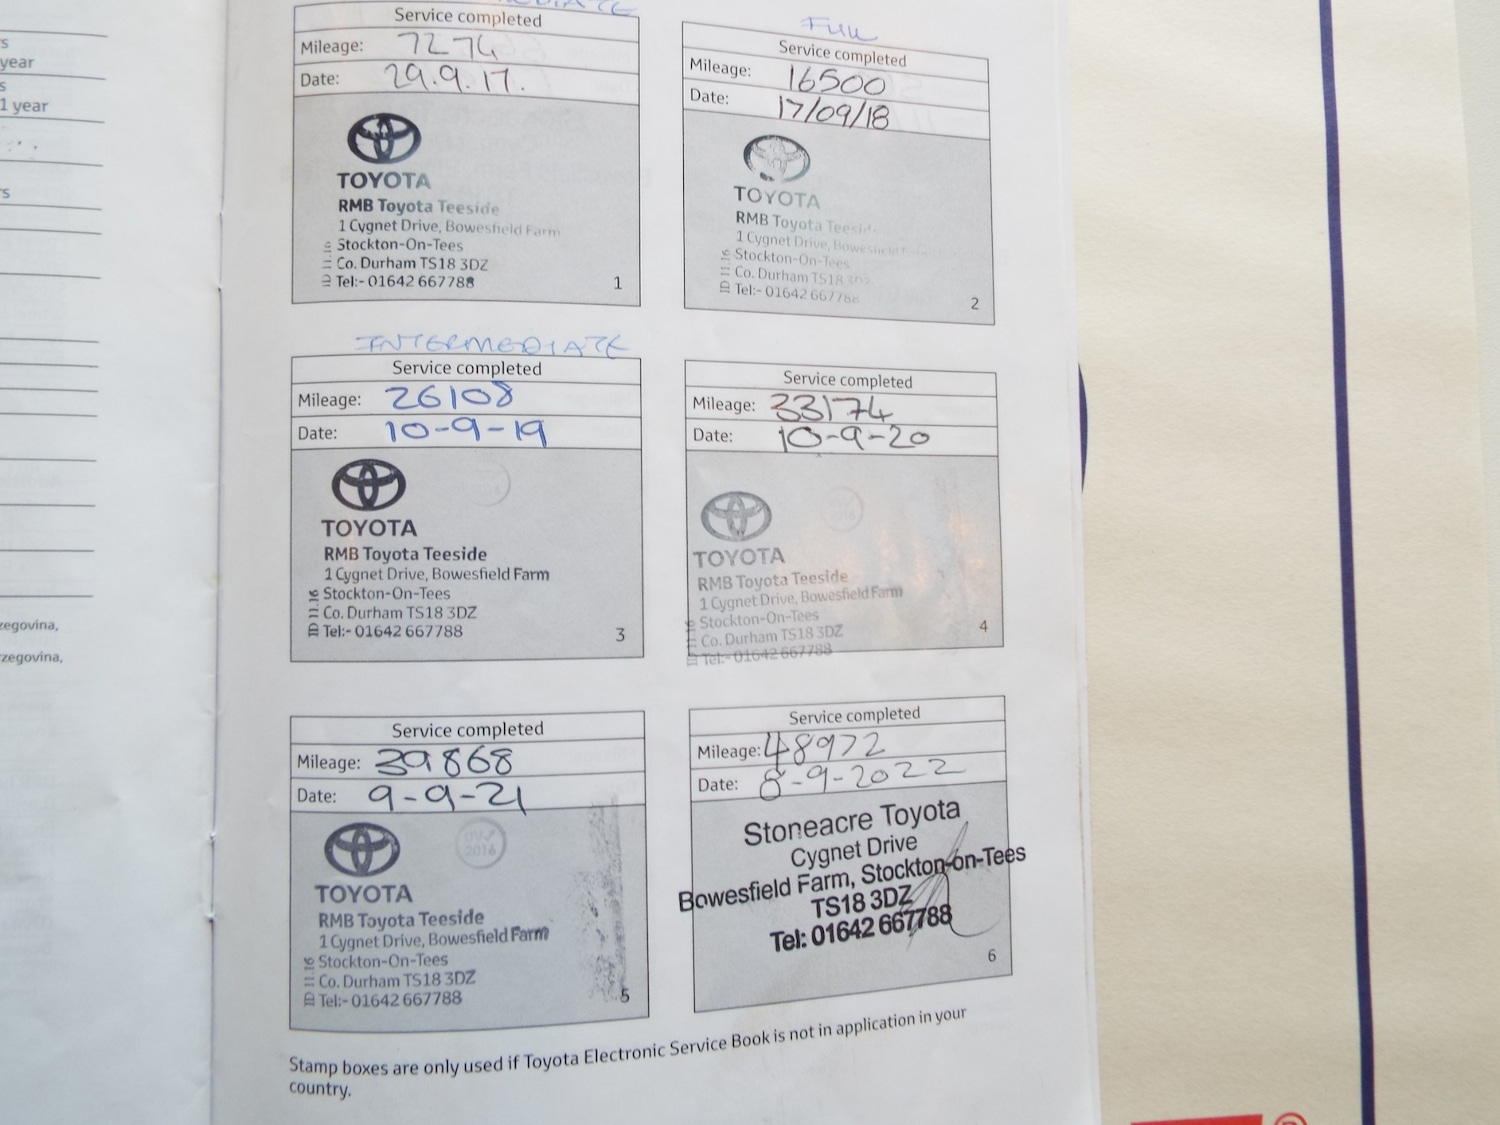 s
year
s
1 year
s
zegovina,
rzegovina,
Service completed
Mileage: 7274
Date: 29.9.17.
TOYOTA
RMB Toyota Teeside
1 Cygnet Drive, Bowesfield Farm
Stockton-On-Tees
Co. Durham TS18 3DZ
Tel:- 01642 667788
1
FULL
Service completed
Mileage: 16500
Date: 17/09/18
TOYOTA
RMB Toyota Teeside
1 Cygnet Drive, Bowesfield
Stockton-On-Tees
Co. Durham TS18 3DZ
Tel:- 01642 667788
2
INTERMEDIATE
Service completed
Mileage: 26108
Date: 10-9-19
TOYOTA
RMB Toyota Teeside
1 Cygnet Drive, Bowesfield Farm
Stockton-On-Tees
Co. Durham TS18 3DZ
Tel:- 01642 667788
ID 11.16
3
Service completed
Mileage: 33174
Date: 10-9-20
TOYOTA
RMB Toyota Teeside
1 Cygnet Drive, Bowesfield Farm
Stockton-On-Tees
Co. Durham TS18 3DZ
Tel:- 01642 667788
4
Service completed
Mileage: 39868
Date: 9-9-21
TOYOTA
RMB Toyota Teeside
1 Cygnet Drive, Bowesfield Farm
Stockton-On-Tees
Co. Durham TS18 3DZ
Tel:- 01642 667788
ID 11.16
5
Service completed
Mileage: 48972
Date: 8-9-2022
Stoneacre Toyota
Cygnet Drive
Bowesfield Farm, Stockton-on-Tees
TS18 3DZ
Tel: 01642 667788
6
Stamp boxes are only used if Toyota Electronic Service Book is not in application in your
country.